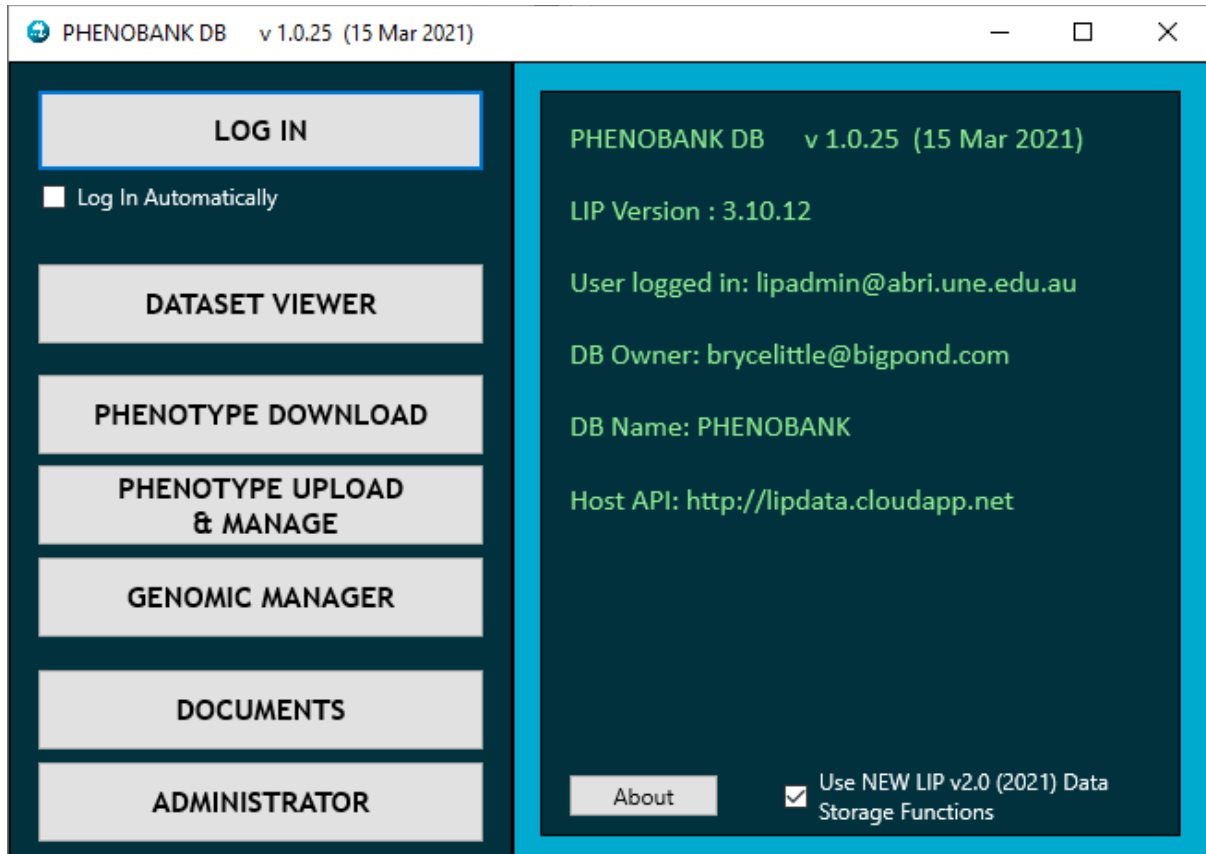 PHENOBANK DB v 1.0.25 (15 Mar 2021)
LOG IN
Log In Automatically
DATASET VIEWER
PHENOTYPE DOWNLOAD
PHENOTYPE UPLOAD
& MANAGE
GENOMIC MANAGER
DOCUMENTS
ADMINISTRATOR
PHENOBANK DB v 1.0.25 (15 Mar 2021)
LIP Version : 3.10.12
User logged in: lipadmin@abri.une.edu.au
DB Owner: brycelittle@bigpond.com
DB Name: PHENOBANK
Host API: http://lipdata.cloudapp.net
About
Use NEW LIP v2.0 (2021) Data
Storage Functions